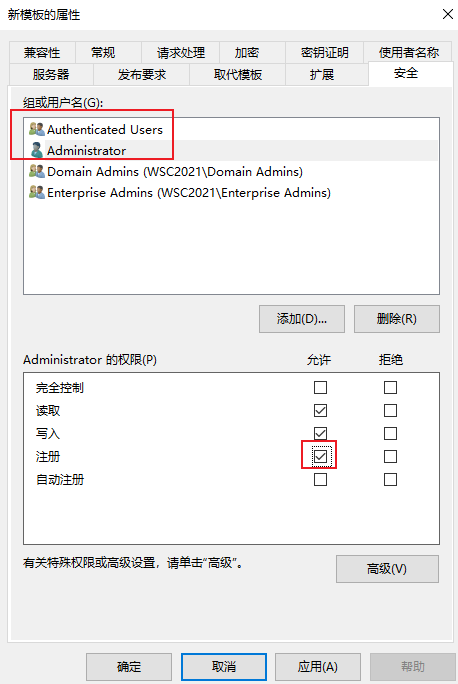 新模板的属性
兼容性 常规 请求处理 加密 密钥证明 使用者名称
服务器 发布要求 取代模板 扩展 安全
组或用户名(G):
Authenticated Users
Administrator
Domain Admins (WSC2021\Domain Admins)
Enterprise Admins (WSC2021\Enterprise Admins)
添加(D)... 删除(R)
Administrator 的权限(P) 允许 拒绝
完全控制
读取
写入
注册
自动注册
有关特殊权限或高级设置，请单击“高级”。
高级(V)
确定 取消 应用(A) 帮助